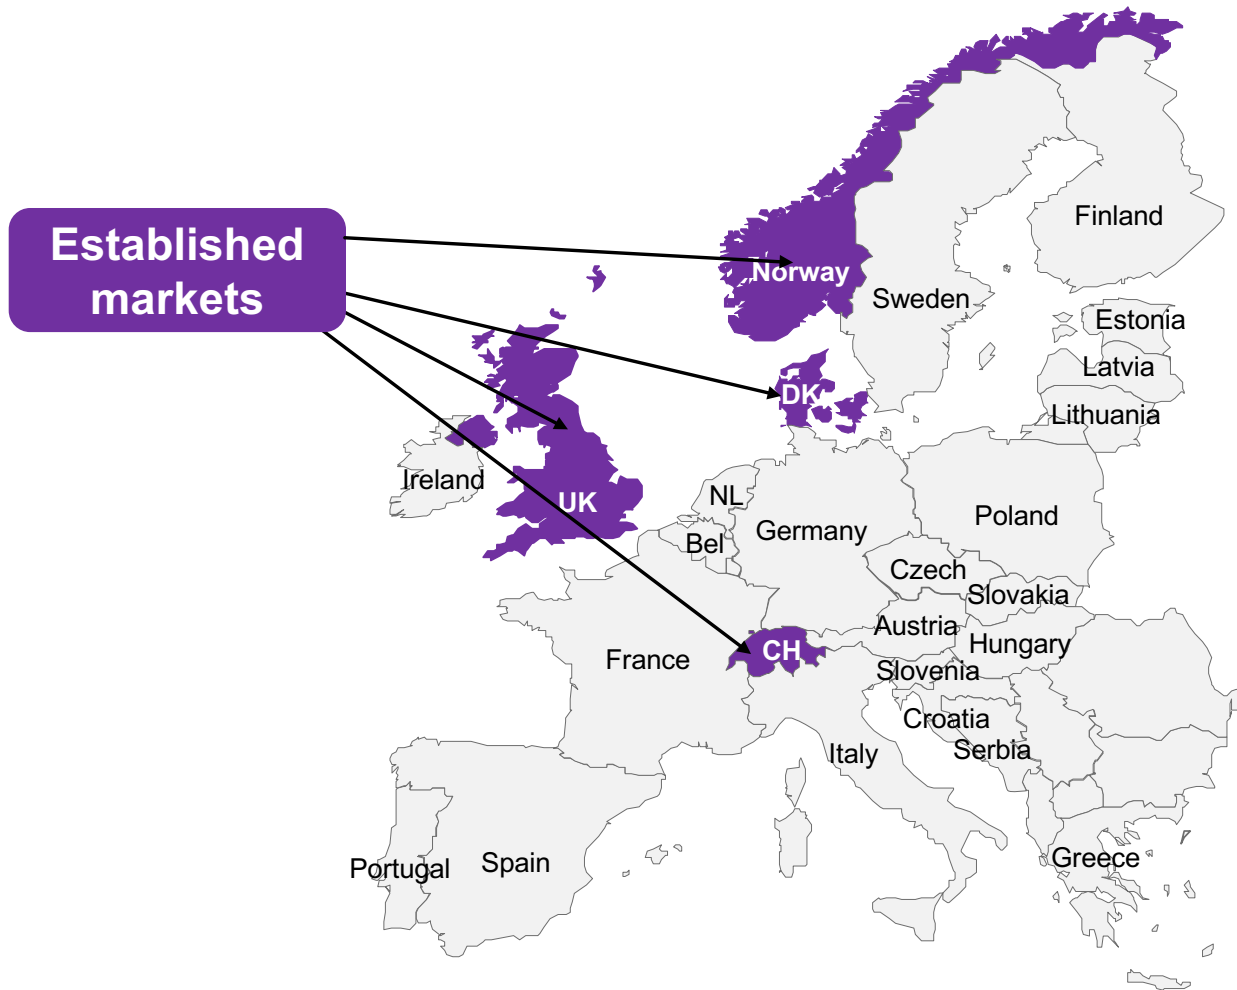 Established
markets
Norway
Finland
Sweden
Estonia
Latvia
DK
Lithuania
Ireland
UK
NL
Germany
Poland
Bel
Czech
Slovakia
Austria
Hungary
CH
France
Slovenia
Croatia
Serbia
Italy
Greece
Portugal
Spain